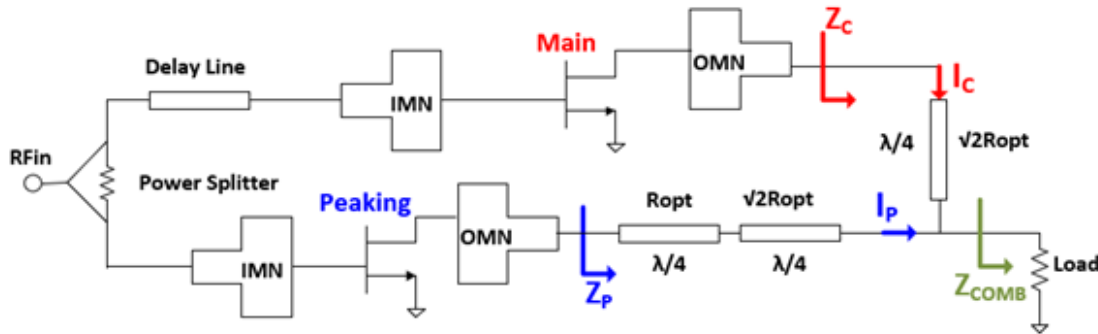 Z_C
Main
OMN
Delay Line
I_C
IMN
λ/4
√2Ropt
RFin
Power Splitter
Peaking
Ropt
√2Ropt
I_P
OMN
IMN
λ/4
λ/4
Load
Z_P
Z_COMB